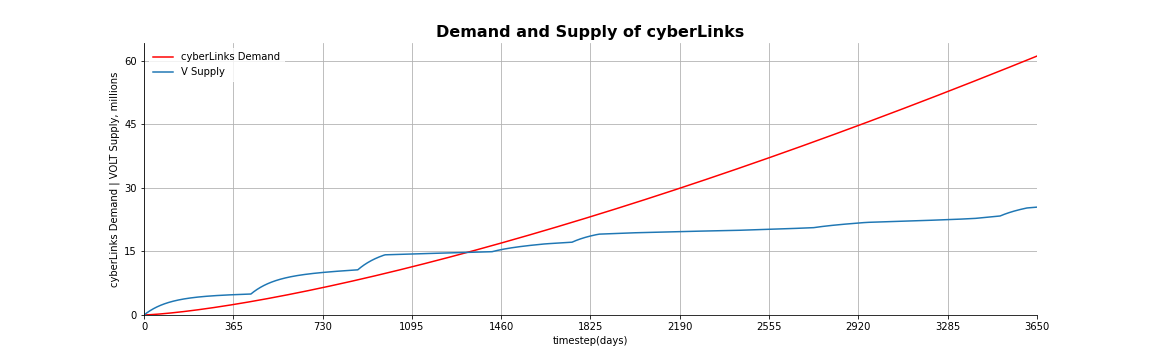 Demand and Supply of cyberLinks
cyberLinks Demand
V Supply
cyberLinks Demand | VOLT Supply, millions
60
45
30
15
0
0 365 730 1095 1460 1825 2190 2555 2920 3285 3650
timestep(days)